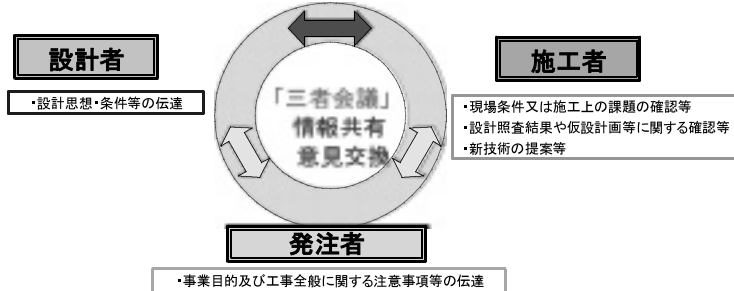 設計者
・設計思想・条件等の伝達
施工者
・現場条件又は施工上の課題の確認等
・設計照査結果や仮設計画等に関する確認等
・新技術の提案等
「三者会議」
情報共有
意見交換
発注者
・事業目的及び工事全般に関する注意事項等の伝達